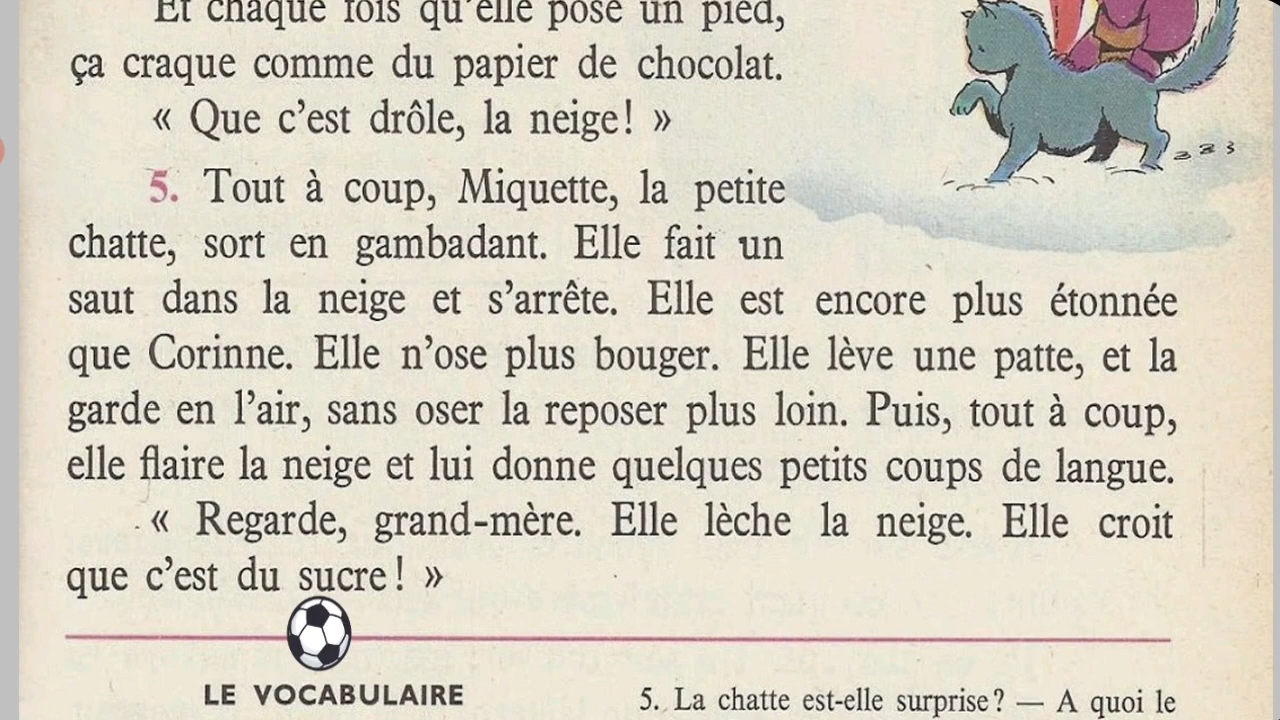 Et chaque fois qu'elle pose un pied,
ça craque comme du papier de chocolat.
« Que c'est drôle, la neige! »
5. Tout à coup, Miquette, la petite
chatte, sort en gambadant. Elle fait un
saut dans la neige et s'arrête. Elle est encore plus étonnée
que Corinne. Elle n'ose plus bouger. Elle lève une patte, et la
garde en l'air, sans oser la reposer plus loin. Puis, tout à coup,
elle flaire la neige et lui donne quelques petits coups de langue.
« Regarde, grand-mère. Elle lèche la neige. Elle croit
que c'est du sucre! »
LE VOCABULAIRE
5. La chatte est-elle surprise? — A quoi le